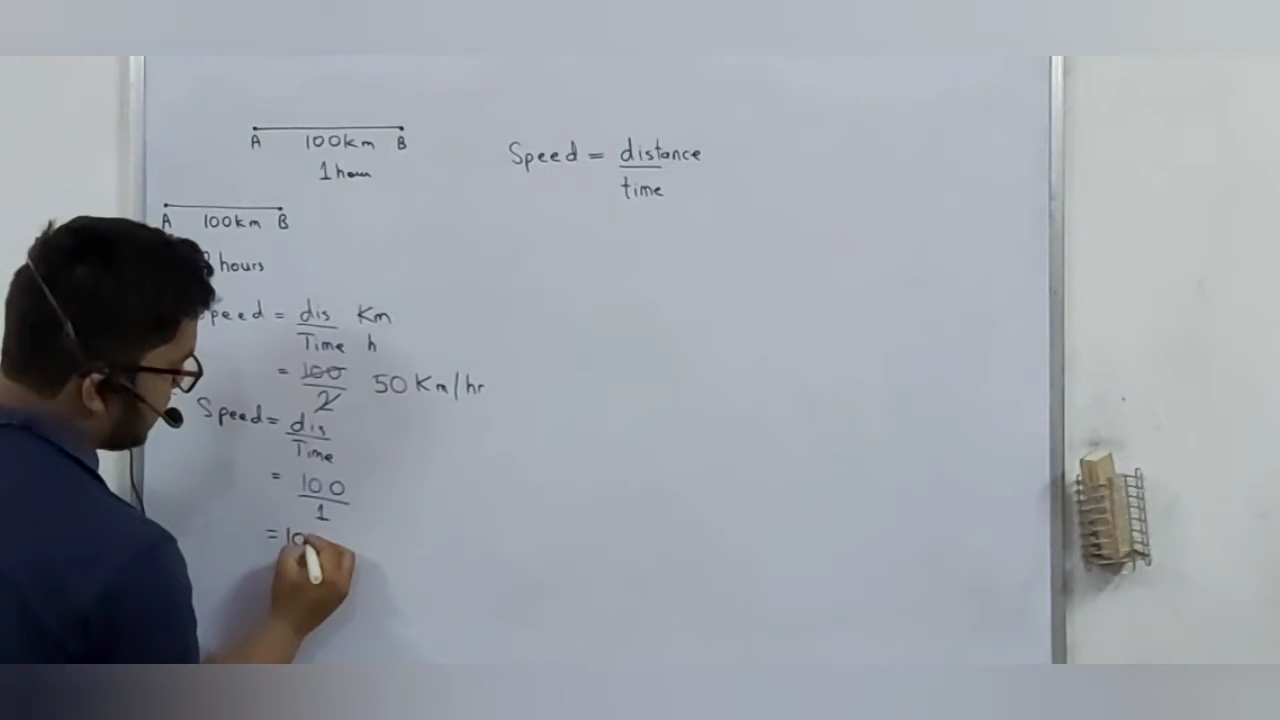 A 100km B
1 hour
Speed = distance
time
A 100km B
hours
Speed = dis Km
Time h
= 100
2
50 Km/hr
Speed = dis
Time
= 100
1
= 10